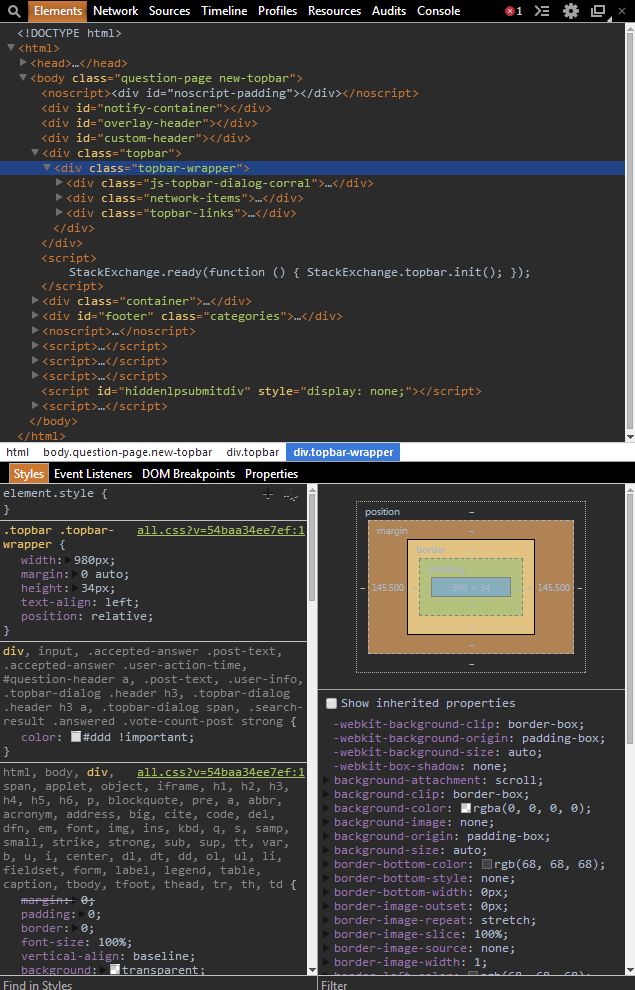 Elements Network Sources Timeline Profiles Resources Audits Console 1
<!DOCTYPE html>
<html>
<head>…</head>
<body class="question-page new-topbar">
<noscript><div id="noscript-padding"></div></noscript>
<div id="notify-container"></div>
<div id="overlay-header"></div>
<div id="custom-header"></div>
<div class="topbar">
<div class="topbar-wrapper">
<div class="js-topbar-dialog-corral">…</div>
<div class="network-items">…</div>
<div class="topbar-links">…</div>
</div>
</div>
<script>
StackExchange.ready(function () { StackExchange.topbar.init(); });
</script>
<div class="container">…</div>
<div id="footer" class="categories">…</div>
<noscript>…</noscript>
<script>…</script>
<script>…</script>
<script>…</script>
<script id="hiddenlpsubmitdiv" style="display: none;"></script>
<script>…</script>
</body>
</html>
html body.question-page.new-topbar div.topbar div.topbar-wrapper
Styles Event Listeners DOM Breakpoints Properties
element.style {
}
.topbar .topbar- all.css?v=54baa34ee7ef:1
wrapper {
width: 980px;
margin: 0 auto;
height: 34px;
text-align: left;
position: relative;
}
div, input, .accepted-answer .post-text,
.accepted-answer .user-action-time,
#question-header a, .post-text, .user-info,
.topbar-dialog .header h3, .topbar-dialog
.header h3 a, .topbar-dialog span, .search-
result .answered .vote-count-post strong {
color: #ddd !important;
}
html, body, div, all.css?v=54baa34ee7ef:1
span, applet, object, iframe, h1, h2, h3,
h4, h5, h6, p, blockquote, pre, a, abbr,
acronym, address, big, cite, code, del,
dfn, em, font, img, ins, kbd, q, s, samp,
small, strike, strong, sub, sup, tt, var,
b, u, i, center, dl, dt, dd, ol, ul, li,
fieldset, form, label, legend, table,
caption, tbody, tfoot, thead, tr, th, td {
margin: 0;
padding: 0;
border: 0;
font-size: 100%;
vertical-align: baseline;
background: transparent;
Find in Styles
position –
margin –
border –
–
– 145.500 – 980 × 34 – 145.500 –
–
–
–
–
Show inherited properties
-webkit-background-clip: border-box;
-webkit-background-origin: padding-box;
-webkit-background-size: auto;
-webkit-box-shadow: none;
background-attachment: scroll;
background-clip: border-box;
background-color: rgba(0, 0, 0, 0);
background-image: none;
background-origin: padding-box;
background-size: auto;
border-bottom-color: rgb(68, 68, 68);
border-bottom-style: none;
border-bottom-width: 0px;
border-image-outset: 0px;
border-image-repeat: stretch;
border-image-slice: 100%;
border-image-source: none;
border-image-width: 1;
border-left-color: rgb(68, 68, 68);
Filter